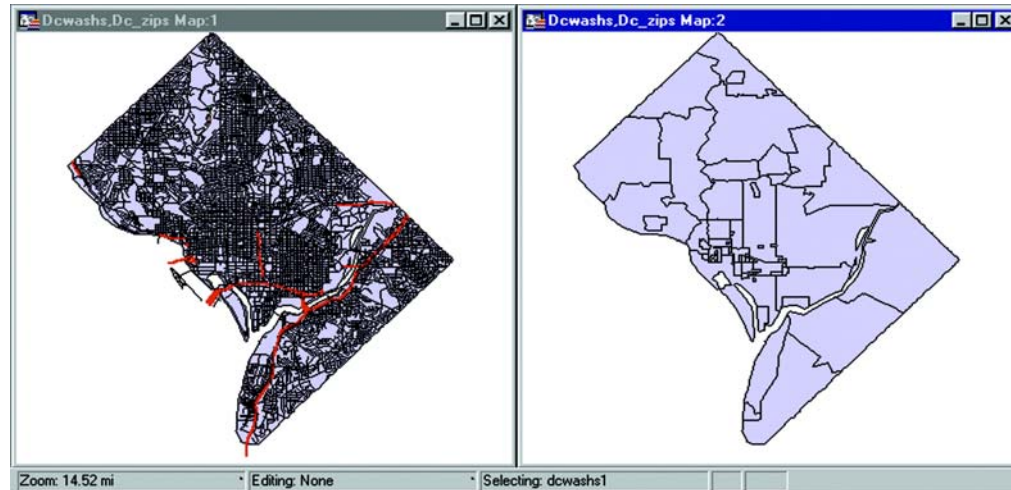 Dcwashs,Dc_zips Map:1
Dcwashs,Dc_zips Map:2
Zoom: 14.52 mi
Editing: None
Selecting: dcwashs1